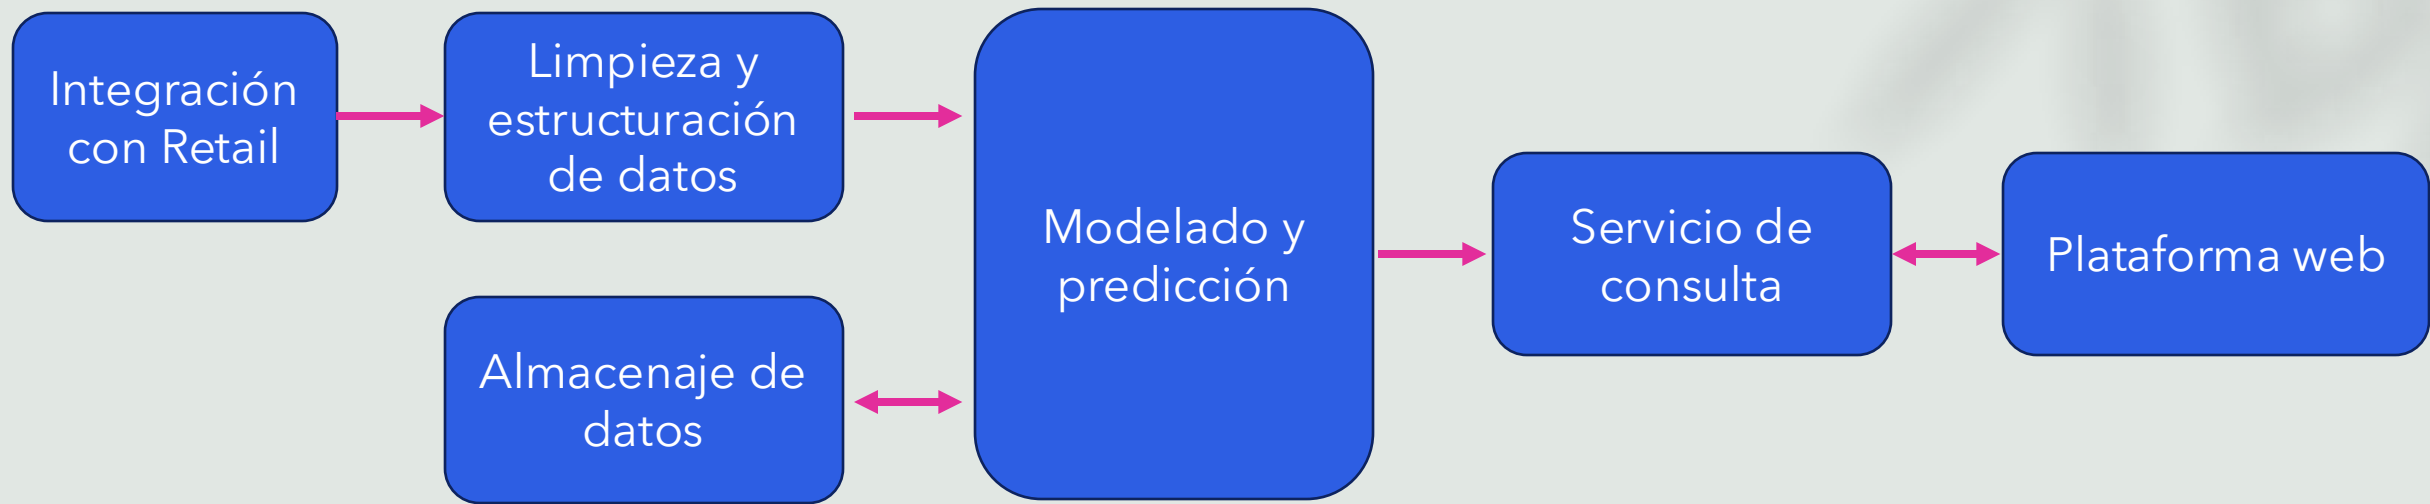 Integración
con Retail
Limpieza y
estructuración
de datos
Almacenaje de
datos
Modelado y
predicción
Servicio de
consulta
Plataforma web